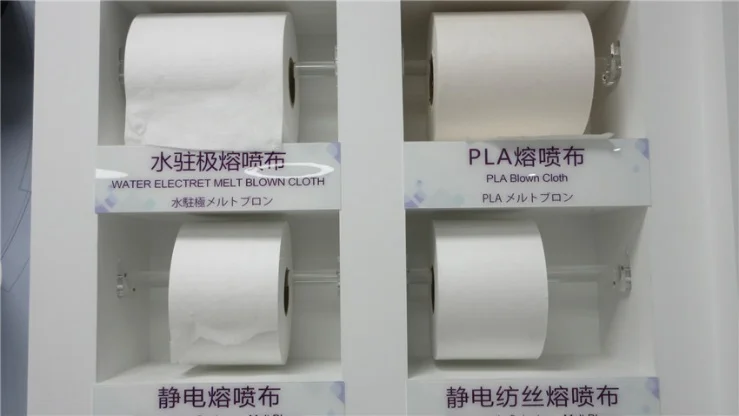 水驻极熔喷布
WATER ELECTRET MELT BLOWN CLOTH
水駐極メルトブロン
PLA熔喷布
PLA Blown Cloth
PLA メルトブロン
静电熔喷布
静电纺丝熔喷布